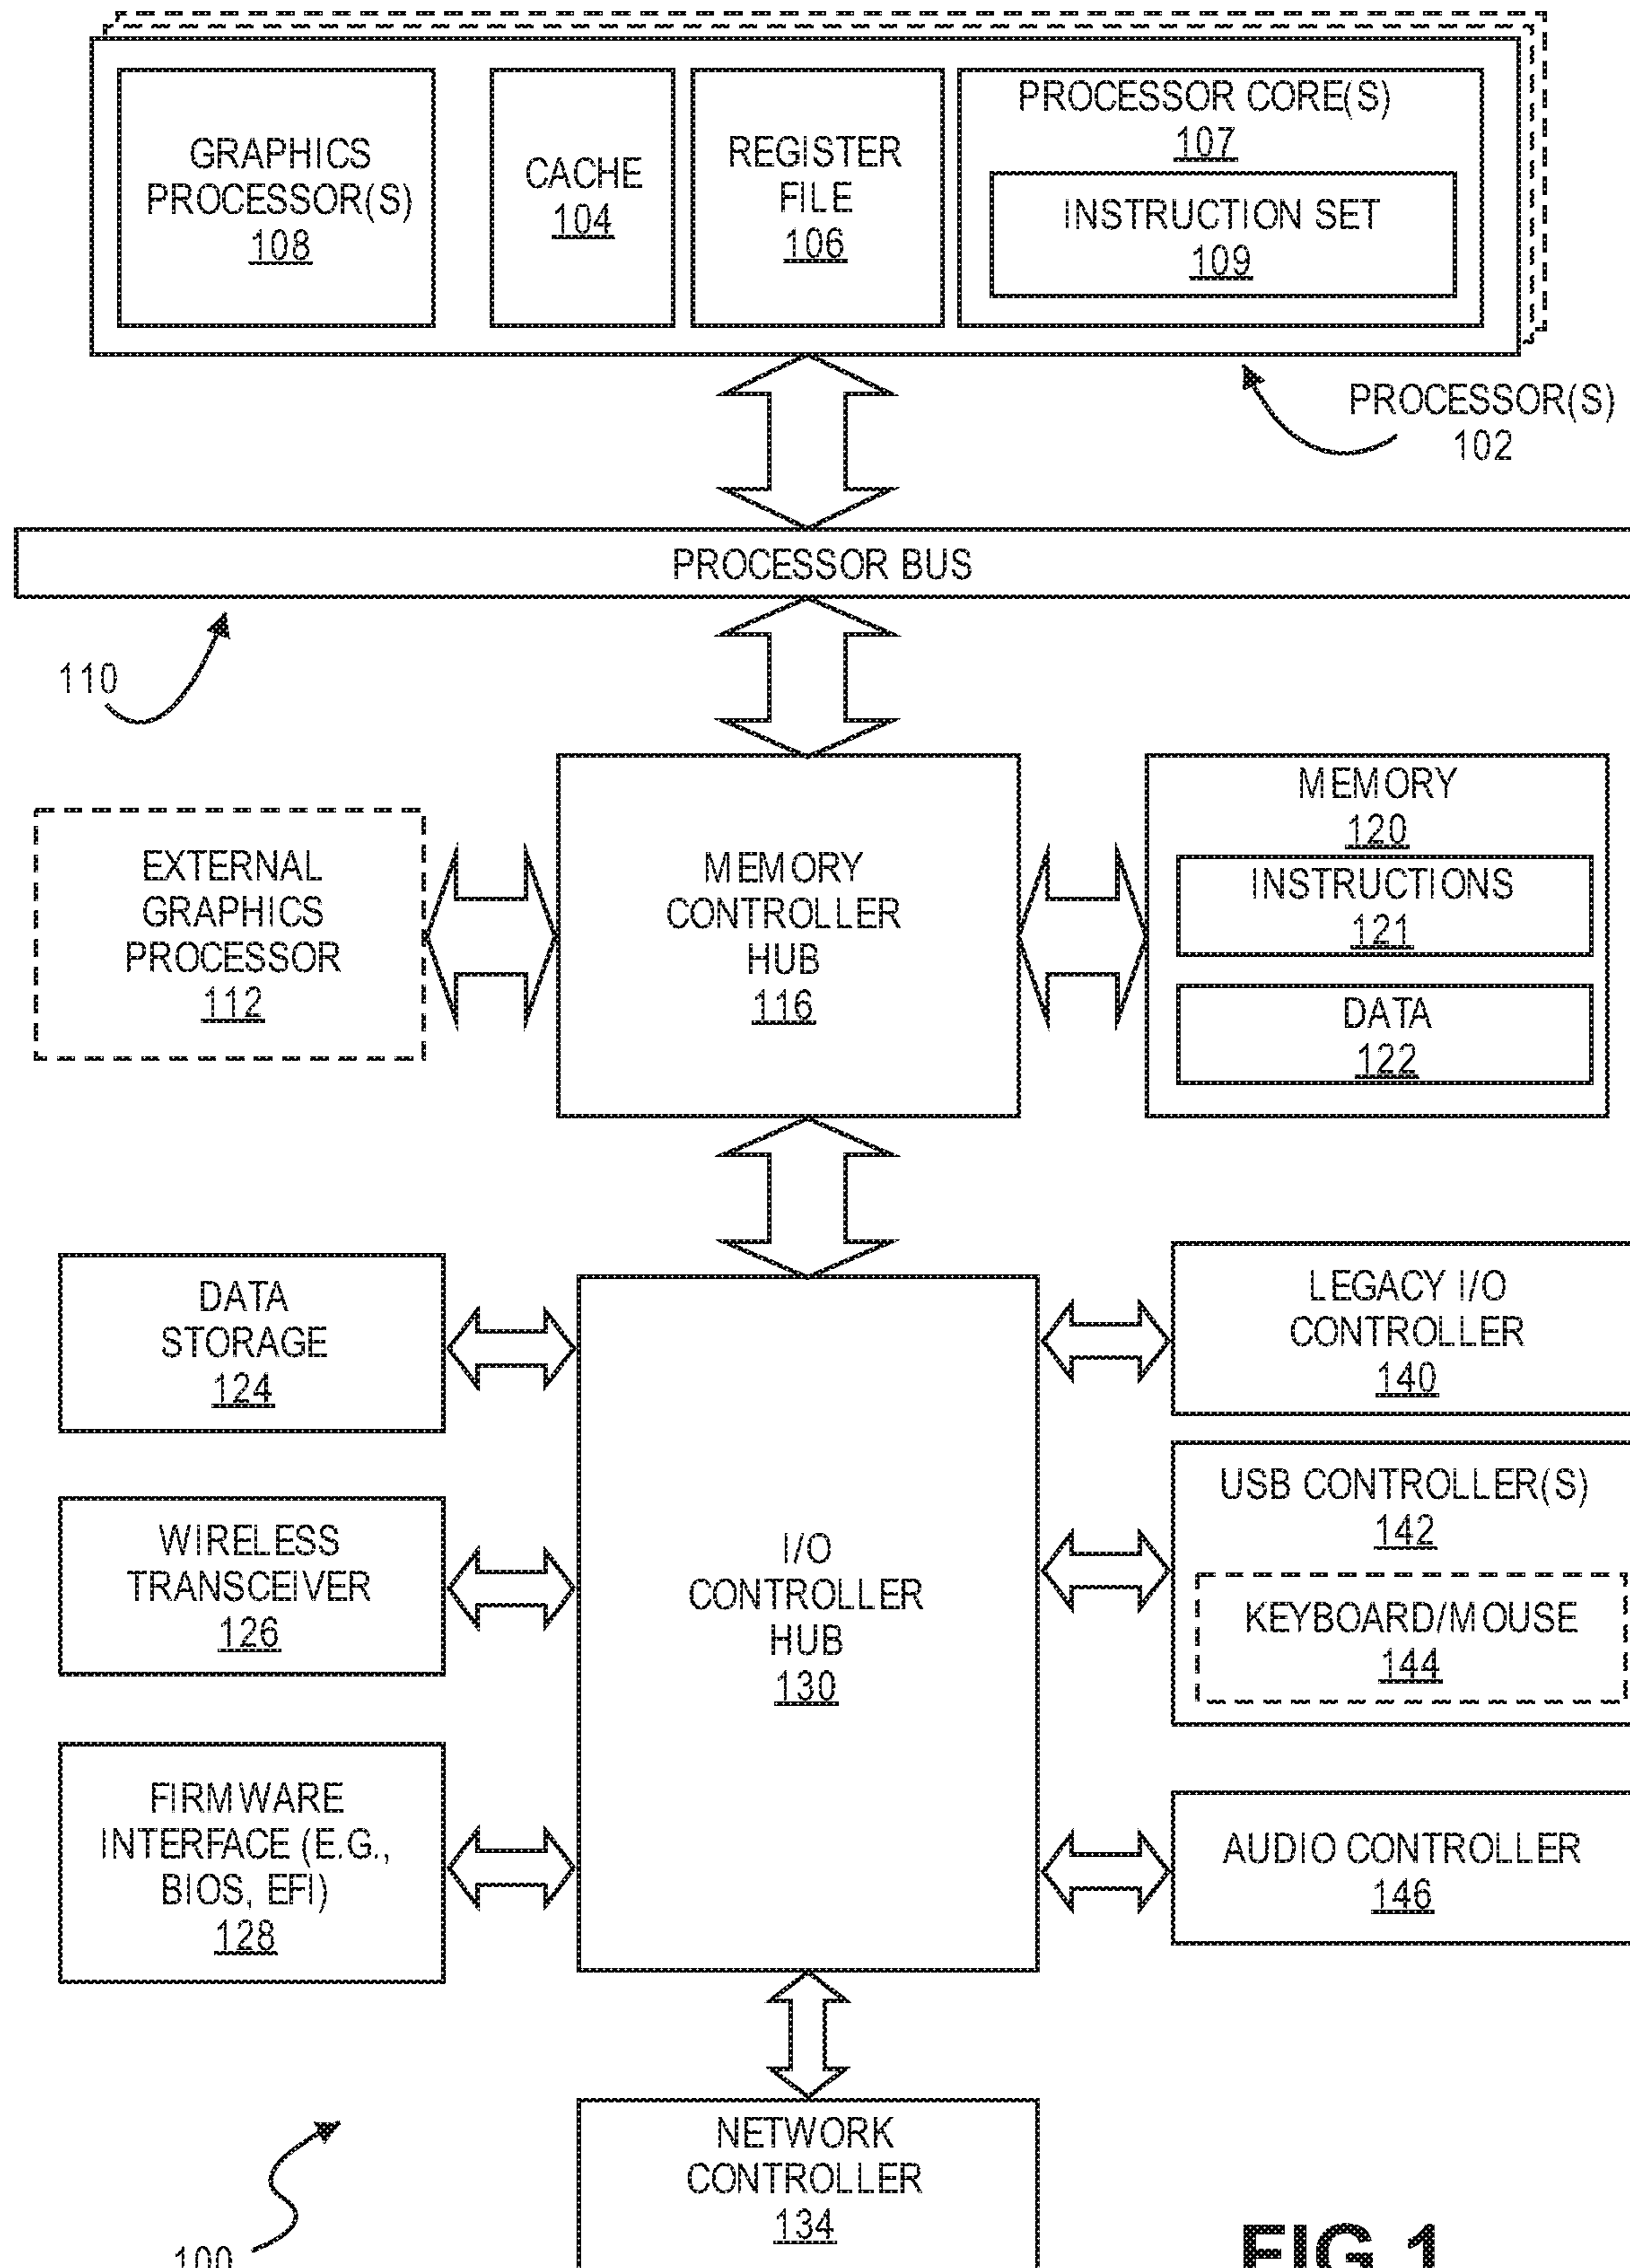 GRAPHICS
PROCESSOR(S)
108
CACHE
104
REGISTER
FILE
106
PROCESSOR CORE(S)
107
INSTRUCTION SET
109
PROCESSOR(S)
102
PROCESSOR BUS
110
EXTERNAL
GRAPHICS
PROCESSOR
112
MEMORY
CONTROLLER
HUB
116
MEMORY
120
INSTRUCTIONS
121
DATA
122
DATA
STORAGE
124
WIRELESS
TRANSCEIVER
126
FIRMWARE
INTERFACE (E.G.,
BIOS, EFI)
128
I/O
CONTROLLER
HUB
130
LEGACY I/O
CONTROLLER
140
USB CONTROLLER(S)
142
KEYBOARD/MOUSE
144
AUDIO CONTROLLER
146
NETWORK
CONTROLLER
134
100
FIG.1